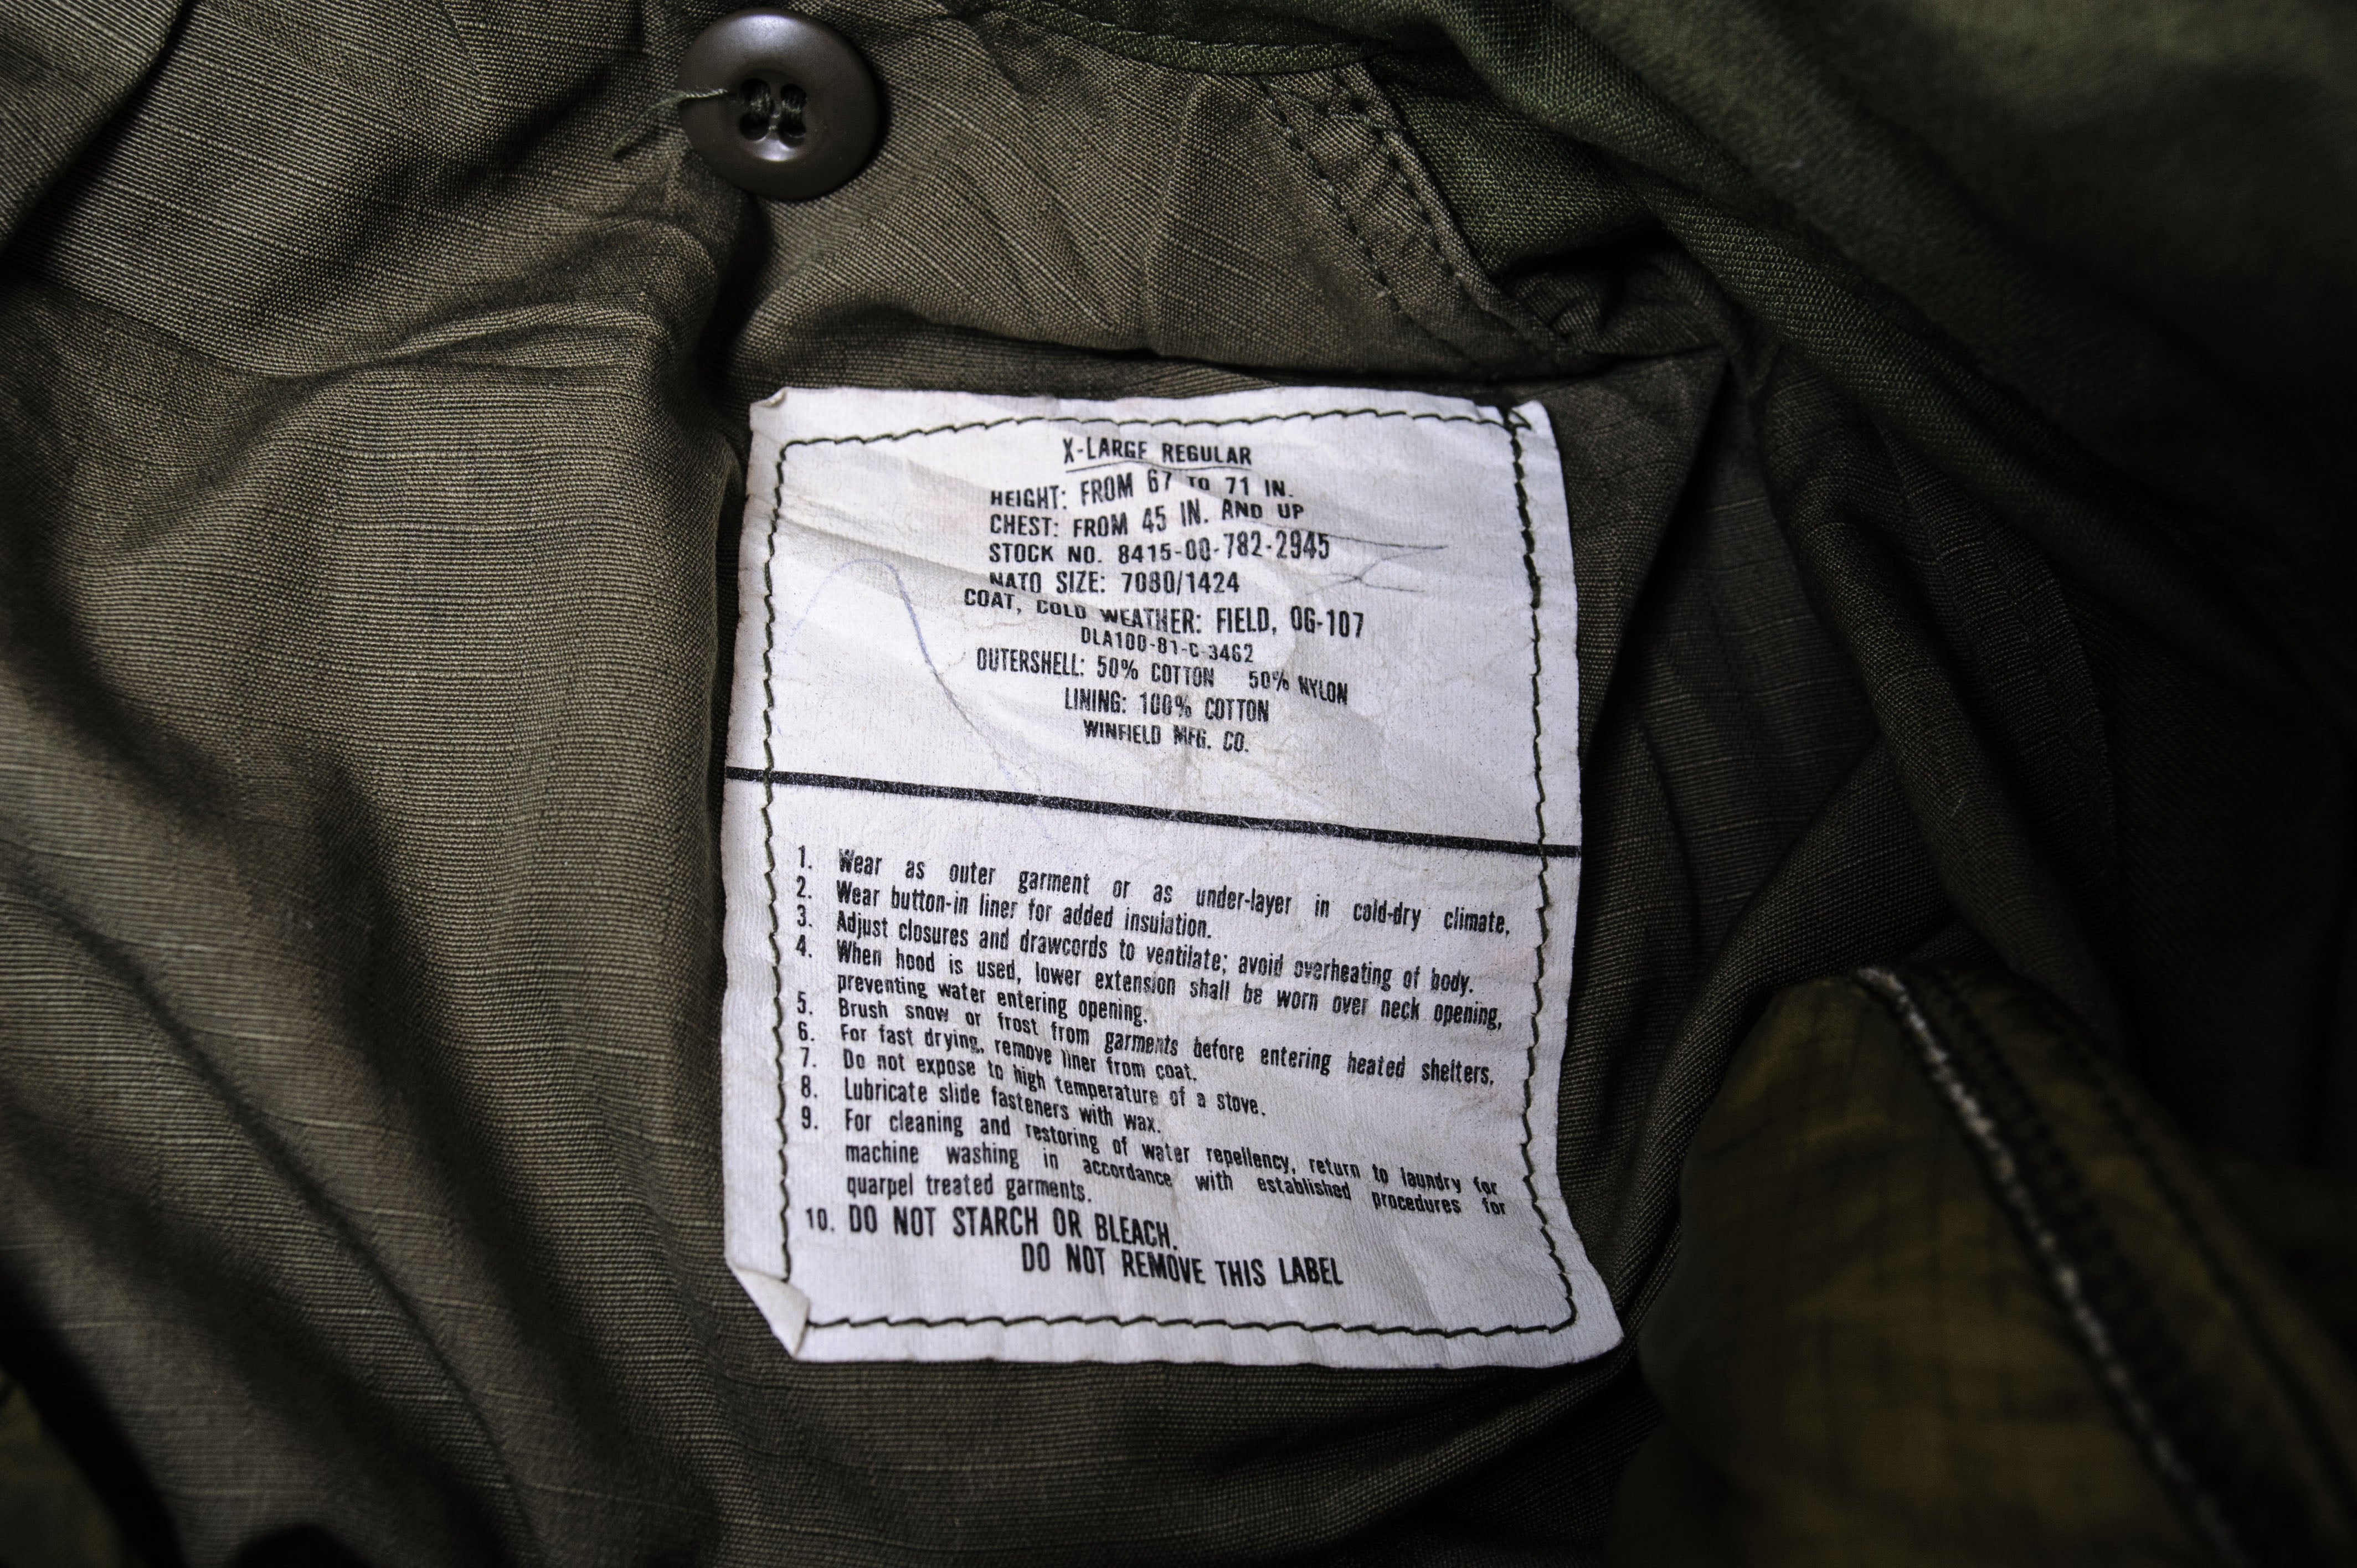 X-LARGE REGULAR
HEIGHT: FROM 67 TO 71 IN.
CHEST: FROM 45 IN. AND UP
STOCK NO. 8415-00-782-2945
NATO SIZE: 7080/1424
COAT, COLD WEATHER: FIELD, OG-107
DLA100-81-C-3462
OUTERSHELL: 50% COTTON 50% NYLON
LINING: 100% COTTON
WINFIELD MFG. CO.
1. Wear as outer garment or as under-layer in cold-dry climate.
2. Wear button-in liner for added insulation.
3. Adjust closures and drawcords to ventilate; avoid overheating of body.
4. When hood is used, lower extension shall be worn over neck opening,
preventing water entering opening.
5. Brush snow or frost from garments before entering heated shelters.
6. For fast drying, remove liner from coat.
7. Do not expose to high temperature of a stove.
8. Lubricate slide fasteners with wax.
9. For cleaning and restoring of water repellency, return to laundry for
machine washing in accordance with established procedures for
quarpel treated garments.
10. DO NOT STARCH OR BLEACH.
DO NOT REMOVE THIS LABEL